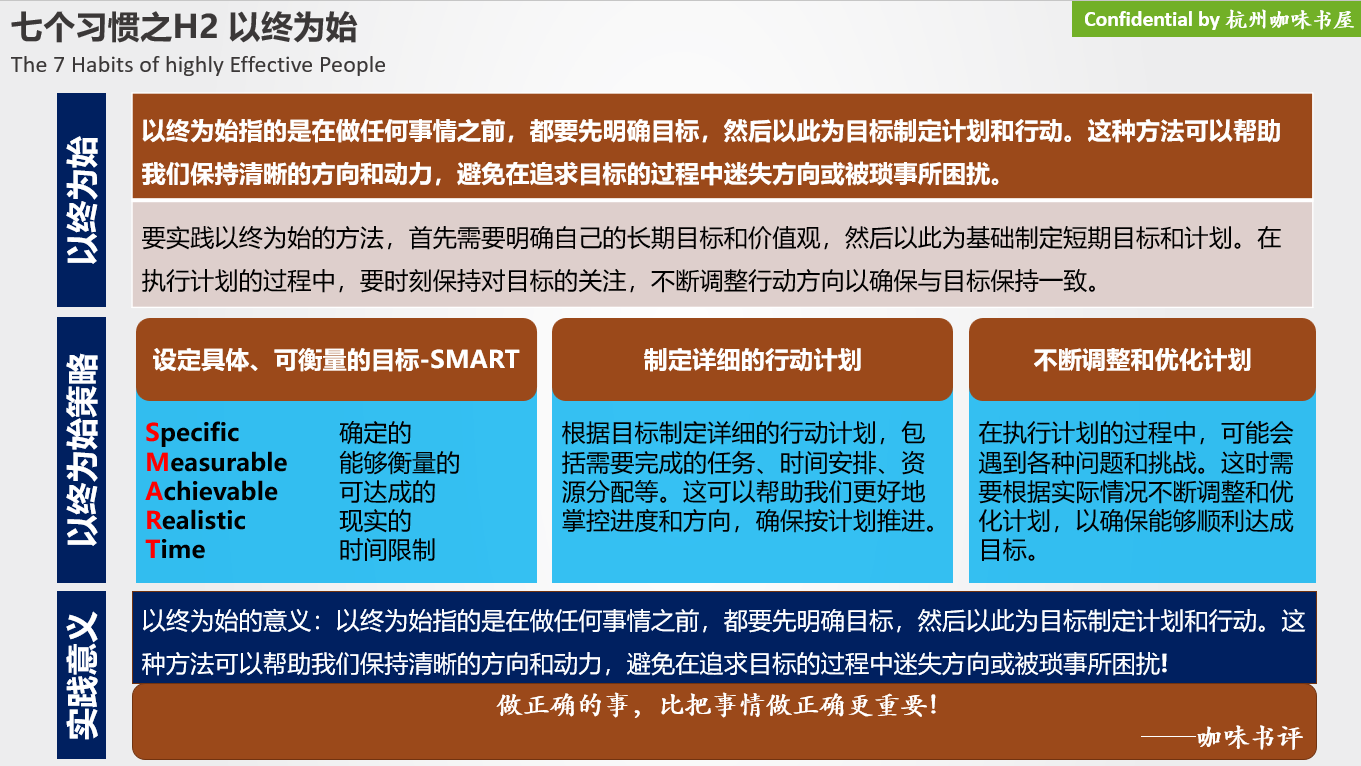 七个习惯之H2 以终为始
Confidential by 杭州咖味书屋
The 7 Habits of highly Effective People
以终为始
以终为始指的是在做任何事情之前，都要先明确目标，然后以此为目标制定计划和行动。这种方法可以帮助
我们保持清晰的方向和动力，避免在追求目标的过程中迷失方向或被琐事所困扰。
要实践以终为始的方法，首先需要明确自己的长期目标和价值观，然后以此为基础制定短期目标和计划。在
执行计划的过程中，要时刻保持对目标的关注，不断调整行动方向以确保与目标保持一致。
以终为始策略
设定具体、可衡量的目标-SMART
Specific 确定的
Measurable 能够衡量的
Achievable 可达成的
Realistic 现实的
Time 时间限制
制定详细的行动计划
根据目标制定详细的行动计划，包
括需要完成的任务、时间安排、资
源分配等。这可以帮助我们更好地
掌控进度和方向，确保按计划推进。
不断调整和优化计划
在执行计划的过程中，可能会
遇到各种问题和挑战。这时需
要根据实际情况不断调整和优
化计划，以确保能够顺利达成
目标。
实践意义
以终为始的意义：以终为始指的是在做任何事情之前，都要先明确目标，然后以此为目标制定计划和行动。这
种方法可以帮助我们保持清晰的方向和动力，避免在追求目标的过程中迷失方向或被琐事所困扰!
做正确的事，比把事情做正确更重要!
——咖味书评